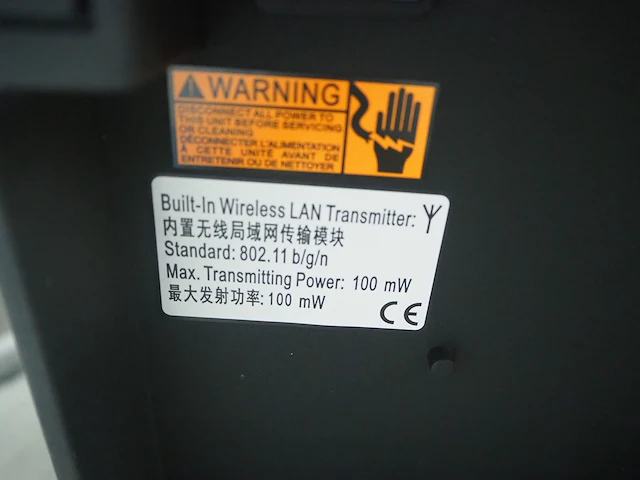 WARNING
DISCONNECT ALL POWER TO
THIS UNIT BEFORE SERVICING
OR CLEANING
DÉCONNECTER L'ALIMENTATION
À CETTE UNITÉ AVANT DE
ENTRETENIR OU DE NETTOYER
Built-In Wireless LAN Transmitter:
内置无线局域网传输模块
Standard: 802.11 b/g/n
Max. Transmitting Power: 100 mW
最大发射功率: 100 mW
CE